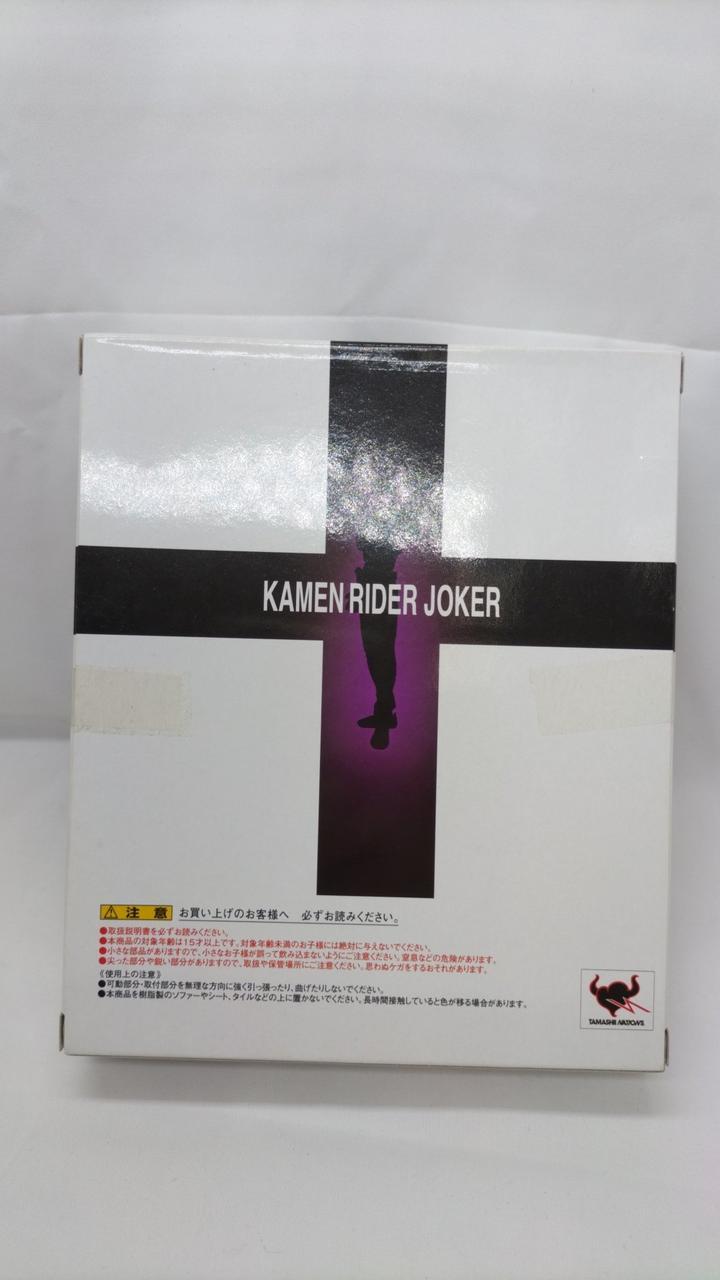 KAMEN RIDER JOKER
注意 お買い上げのお客様へ 必ずお読みください。
●取扱説明書を必ずお読みください。
●本商品の対象年齢は15才以上です。対象年齢未満のお子様には絶対に与えないでください。
●小さな部品がありますので、小さなお子様が誤って飲み込まないようにご注意ください。窒息などの危険があります。
●尖った部分や鋭い部分がありますので、取扱や保管場所にご注意ください。思わぬケガをするおそれがあります。
《使用上の注意》
●可動部分・取付部分を無理な方向に強く引っ張ったり、曲げたりしないでください。
●本商品を樹脂製のソファーやシート、タイルなどの上に置かないでください。長時間接触していると色が移る場合があります。
TAMASHII NATIONS